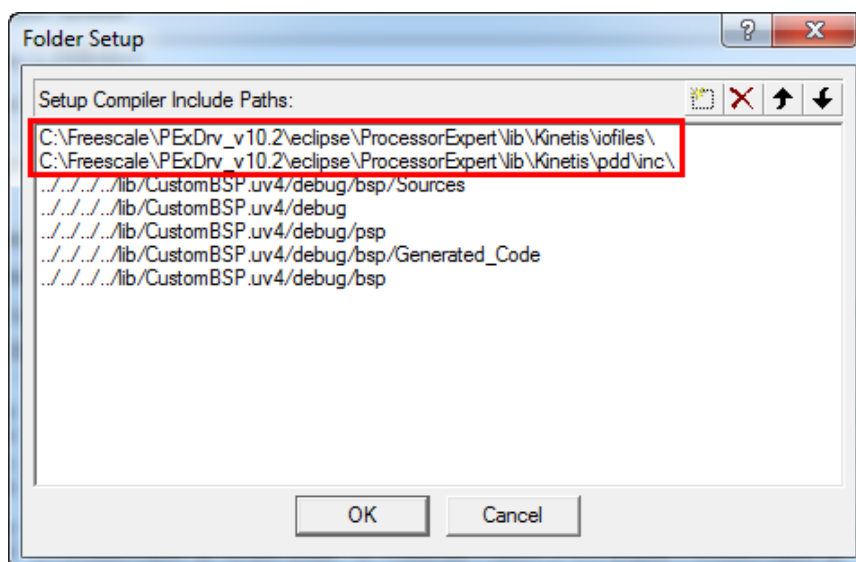 Folder Setup
Setup Compiler Include Paths:
C:\Freescale\PExDrv_v10.2\eclipse\ProcessorExpert\lib\Kinetis\iofiles\
C:\Freescale\PExDrv_v10.2\eclipse\ProcessorExpert\lib\Kinetis\pdd\inc\
../../../../lib/CustomBSP.uv4/debug/bsp/Sources
../../../../lib/CustomBSP.uv4/debug
../../../../lib/CustomBSP.uv4/debug/psp
../../../../lib/CustomBSP.uv4/debug/bsp/Generated_Code
../../../../lib/CustomBSP.uv4/debug/bsp
OK Cancel